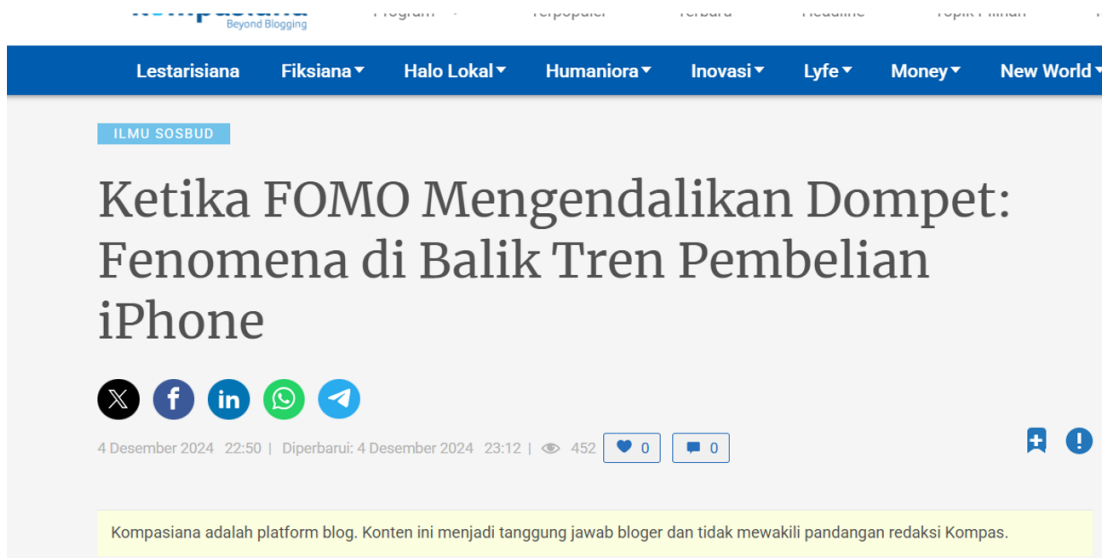 Beyond Blogging
Lestarisiana Fiksiana Halo Lokal Humaniora Inovasi Lyfe Money New World
ILMU SOSBUD
Ketika FOMO Mengendalikan Dompet:
Fenomena di Balik Tren Pembelian
iPhone
4 Desember 2024 22:50 | Diperbarui: 4 Desember 2024 23:12 | 452 0 0
Kompasiana adalah platform blog. Konten ini menjadi tanggung jawab bloger dan tidak mewakili pandangan redaksi Kompas.